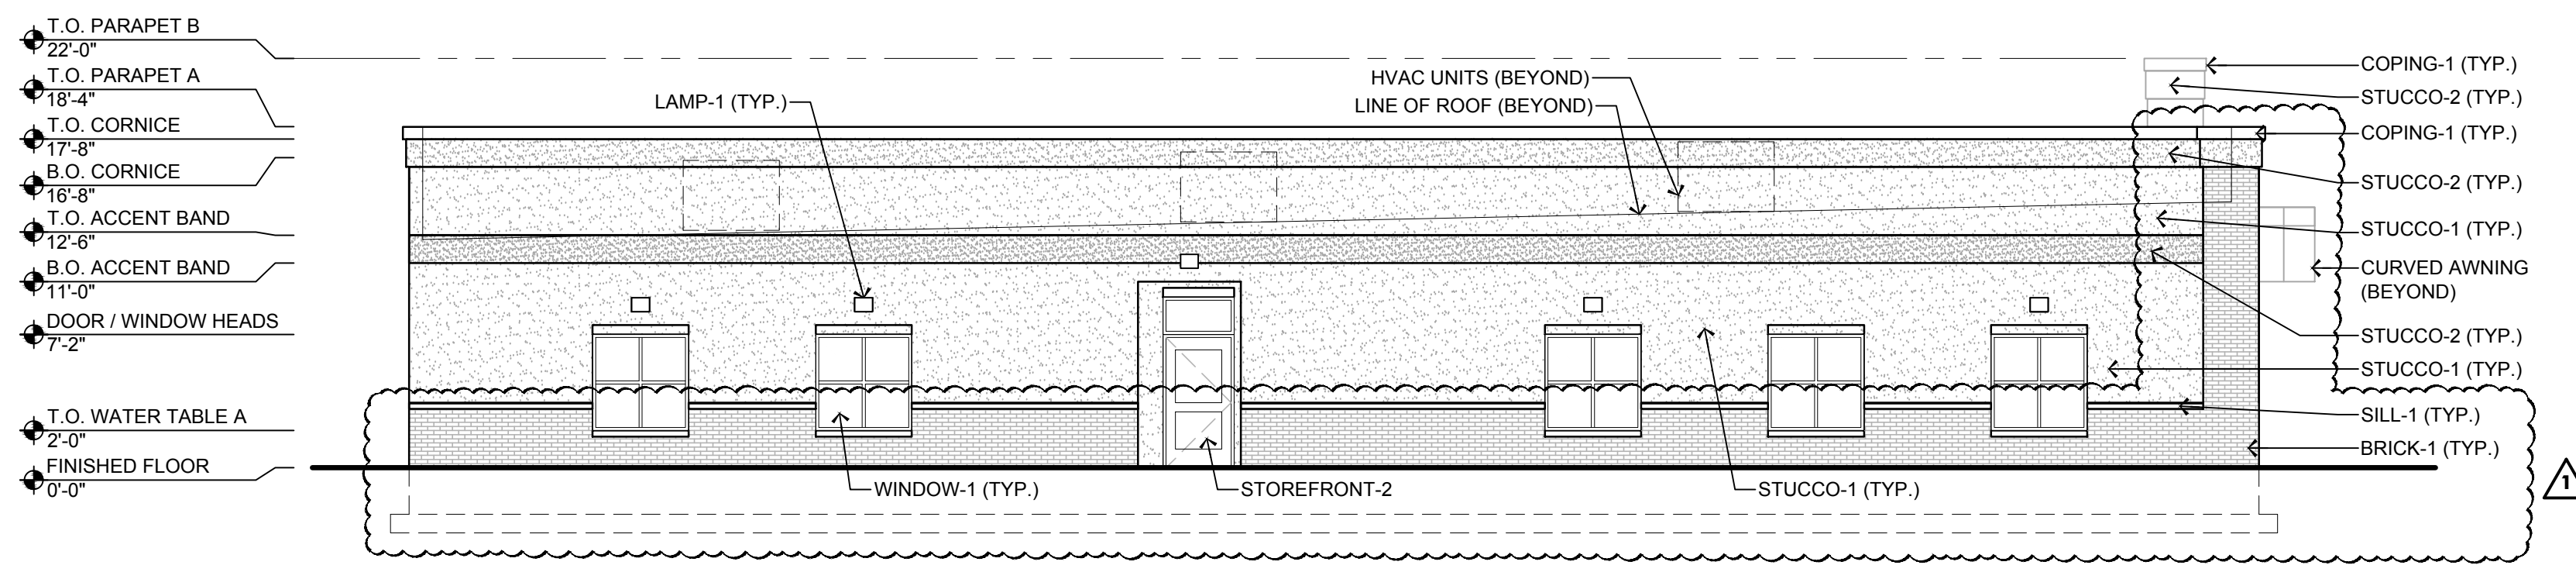 T.O. PARAPET B
22'-0"
T.O. PARAPET A
18'-4"
T.O. CORNICE
17'-8"
B.O. CORNICE
16'-8"
T.O. ACCENT BAND
12'-6"
B.O. ACCENT BAND
11'-0"
DOOR / WINDOW HEADS
7'-2"
T.O. WATER TABLE A
2'-0"
FINISHED FLOOR
0'-0"
LAMP-1 (TYP.)
HVAC UNITS (BEYOND)
LINE OF ROOF (BEYOND)
WINDOW-1 (TYP.)
STOREFRONT-2
STUCCO-1 (TYP.)
COPING-1 (TYP.)
STUCCO-2 (TYP.)
COPING-1 (TYP.)
STUCCO-2 (TYP.)
STUCCO-1 (TYP.)
CURVED AWNING
(BEYOND)
STUCCO-2 (TYP.)
STUCCO-1 (TYP.)
SILL-1 (TYP.)
BRICK-1 (TYP.)
1